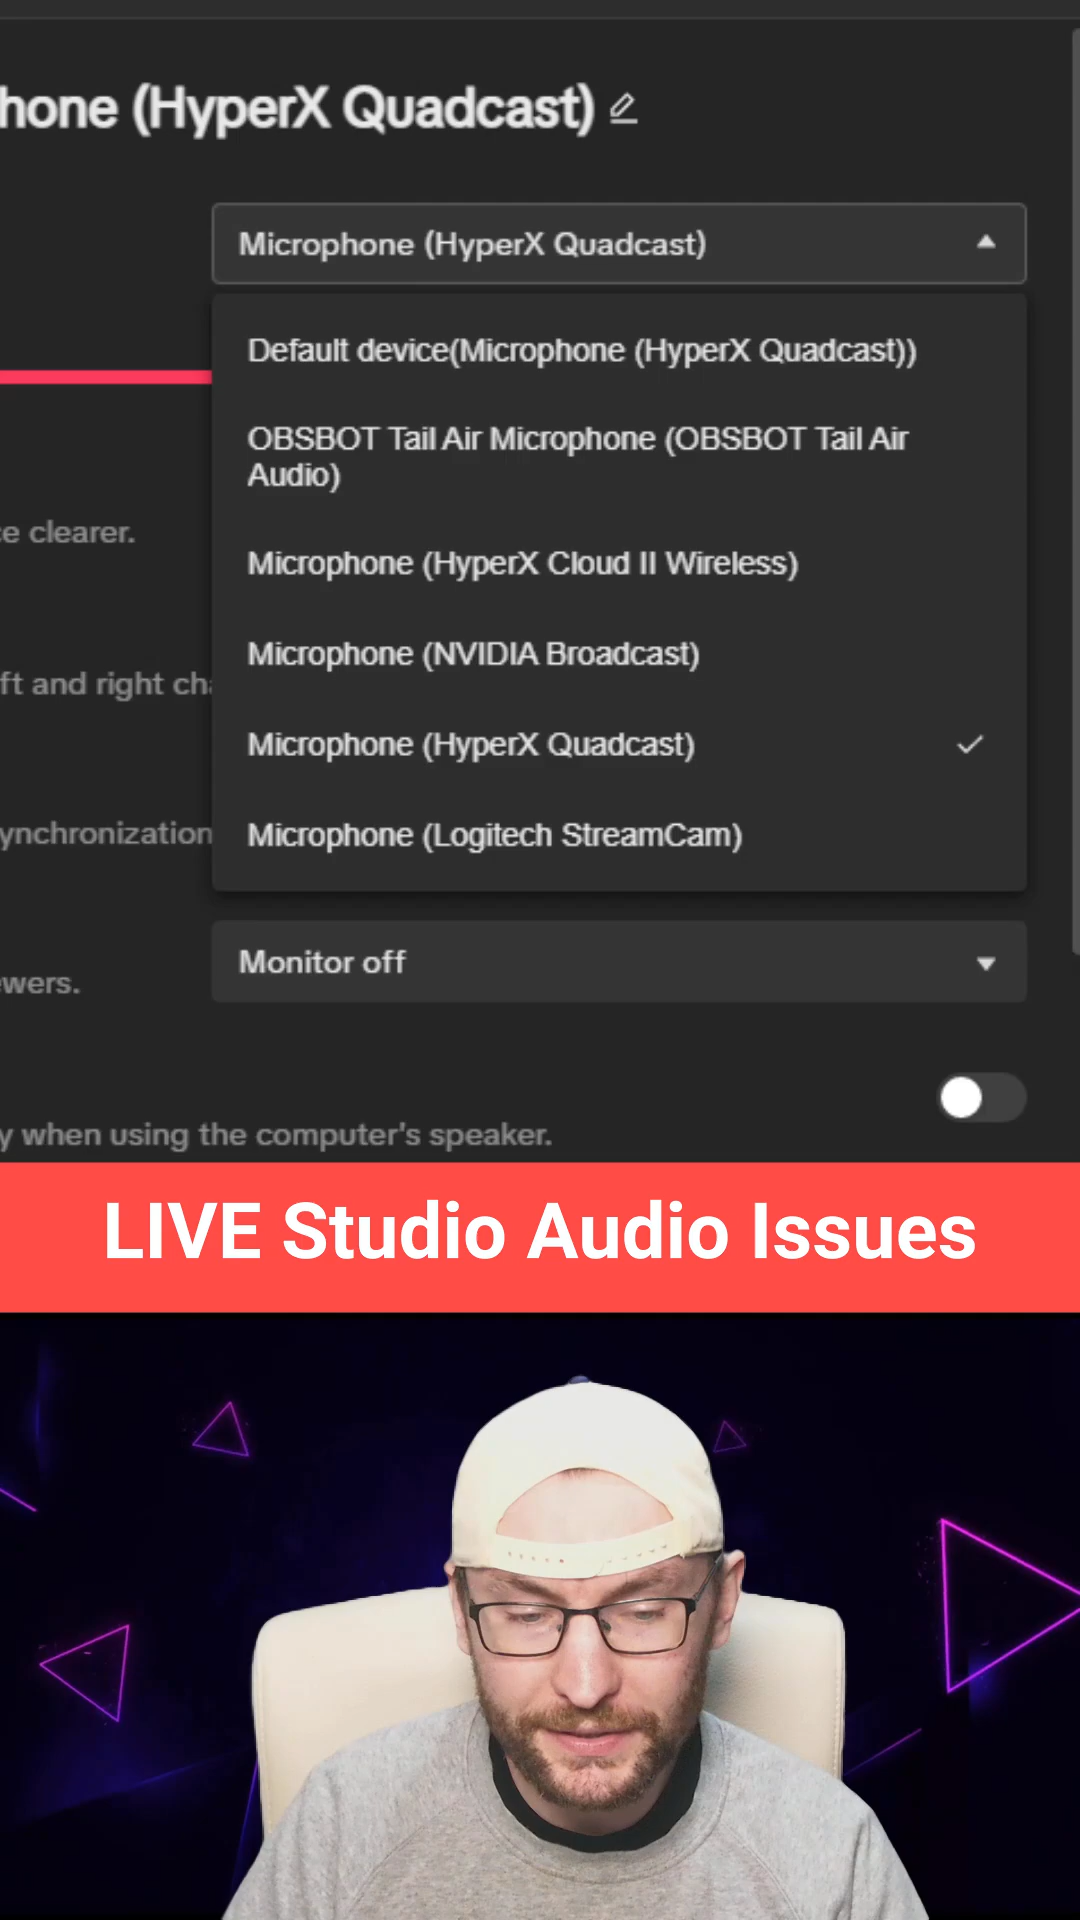 hone (HyperX Quadcast)
Microphone (HyperX Quadcast)
Default device(Microphone (HyperX Quadcast))
OBSBOT Tail Air Microphone (OBSBOT Tail Air
Audio)
e clearer.
Microphone (HyperX Cloud II Wireless)
Microphone (NVIDIA Broadcast)
ft and right cha
Microphone (HyperX Quadcast)
ynchronization
Microphone (Logitech StreamCam)
Monitor off
ewers.
y when using the computer's speaker.
LIVE Studio Audio Issues